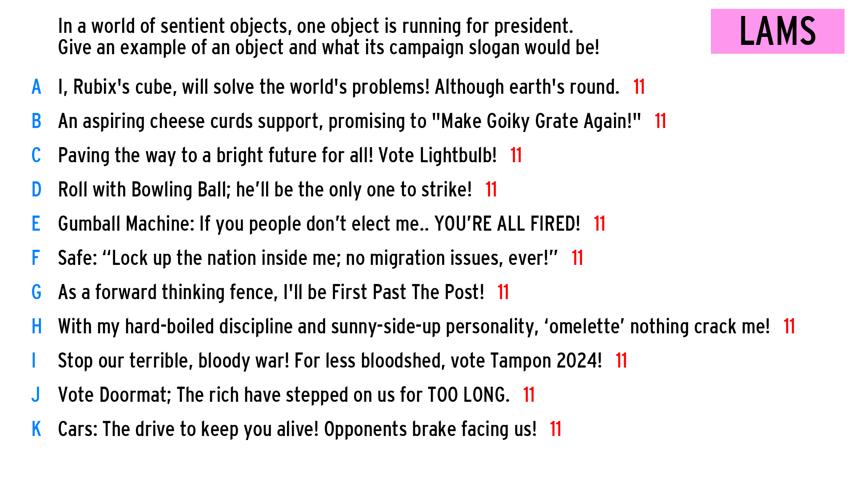 In a world of sentient objects, one object is running for president.
Give an example of an object and what its campaign slogan would be!
LAMS
A I, Rubix's cube, will solve the world's problems! Although earth's round. 11
B An aspiring cheese curds support, promising to "Make Goiky Grate Again!" 11
C Paving the way to a bright future for all! Vote Lightbulb! 11
D Roll with Bowling Ball; he’ll be the only one to strike! 11
E Gumball Machine: If you people don’t elect me.. YOU’RE ALL FIRED! 11
F Safe: “Lock up the nation inside me; no migration issues, ever!” 11
G As a forward thinking fence, I'll be First Past The Post! 11
H With my hard-boiled discipline and sunny-side-up personality, ‘omelette’ nothing crack me! 11
I Stop our terrible, bloody war! For less bloodshed, vote Tampon 2024! 11
J Vote Doormat; The rich have stepped on us for TOO LONG. 11
K Cars: The drive to keep you alive! Opponents brake facing us! 11